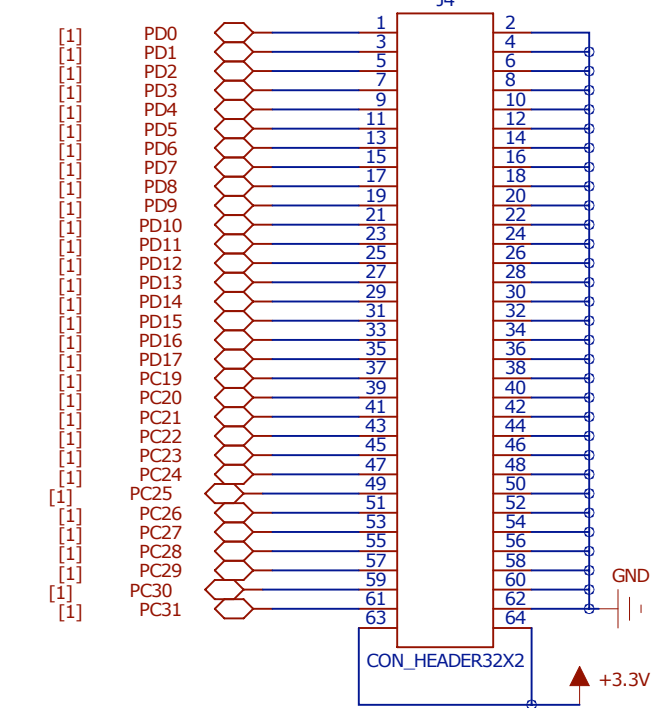 J4
[1] PD0 1 2
[1] PD1 3 4
[1] PD2 5 6
[1] PD3 7 8
[1] PD4 9 10
[1] PD5 11 12
[1] PD6 13 14
[1] PD7 15 16
[1] PD8 17 18
[1] PD9 19 20
[1] PD10 21 22
[1] PD11 23 24
[1] PD12 25 26
[1] PD13 27 28
[1] PD14 29 30
[1] PD15 31 32
[1] PD16 33 34
[1] PD17 35 36
[1] PC19 37 38
[1] PC20 39 40
[1] PC21 41 42
[1] PC22 43 44
[1] PC23 45 46
[1] PC24 47 48
[1] PC25 49 50
[1] PC26 51 52
[1] PC27 53 54
[1] PC28 55 56
[1] PC29 57 58
[1] PC30 59 60 GND
[1] PC31 61 62
63 64
CON_HEADER32X2
+3.3V